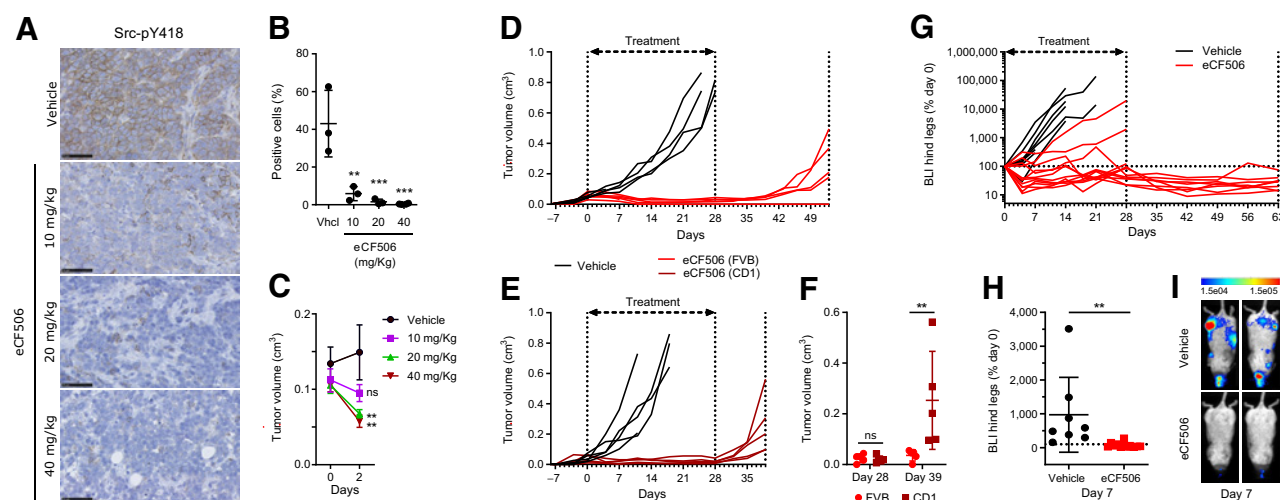 A
Src-pY418
Vehicle
eCF506
10 mg/kg
20 mg/kg
40 mg/kg
B
Positive cells (%)
80
60
40
20
0
**
***
***
Vhcl 10 20 40
eCF506
(mg/Kg)
C
Tumor volume (cm3)
0.2
0.1
0.0
Vehicle
10 mg/Kg
20 mg/Kg
40 mg/Kg
ns
**
**
0 2
Days
D
Treatment
Tumor volume (cm3)
1.0
0.8
0.6
0.4
0.2
0.0
–7 0 7 14 21 28 35 42 49
Days
Vehicle
eCF506 (FVB)
eCF506 (CD1)
E
Treatment
Tumor volume (cm3)
1.0
0.8
0.6
0.4
0.2
0.0
–7 0 7 14 21 28 35
Days
F
Tumor volume (cm3)
0.6
0.4
0.2
0.0
**
ns
Day 28 Day 39
FVB CD1
G
Treatment
Vehicle
eCF506
BLI hind legs (% day 0)
1,000,000
100,000
10,000
1,000
100
10
0 7 14 21 28 35 42 49 56 63
Days
H
BLI hind legs (% day 0)
4,000
3,000
2,000
1,000
0
**
Vehicle eCF506
Day 7
I
1.5e04 1.5e05
Vehicle
eCF506
Day 7